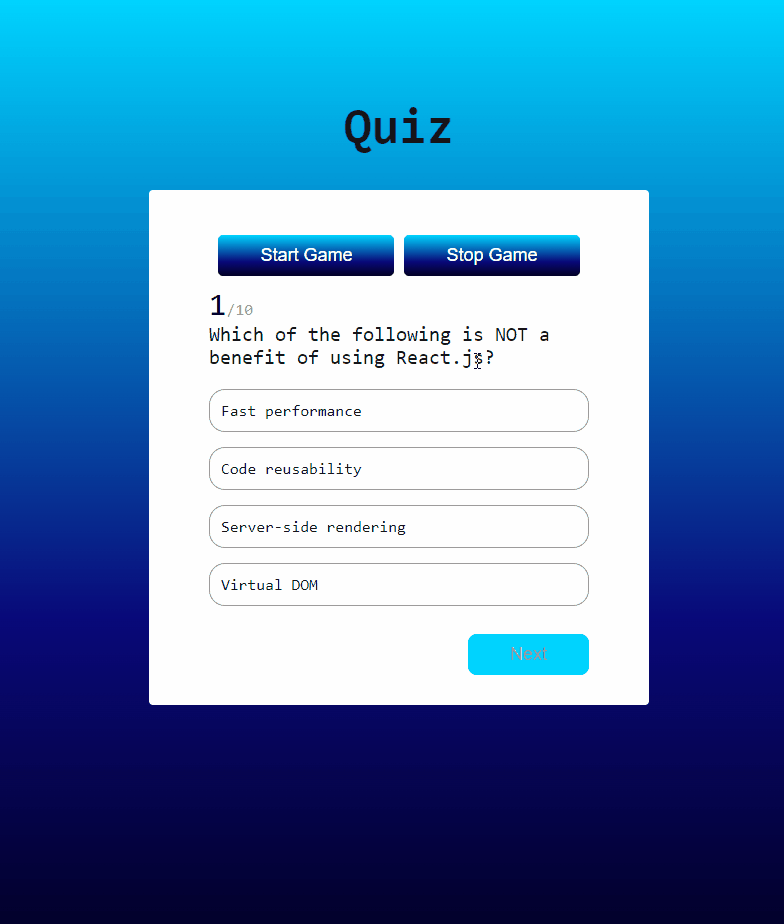 Quiz
Start Game Stop Game
1/10
Which of the following is NOT a
benefit of using React.js?
Fast performance
Code reusability
Server-side rendering
Virtual DOM
Next